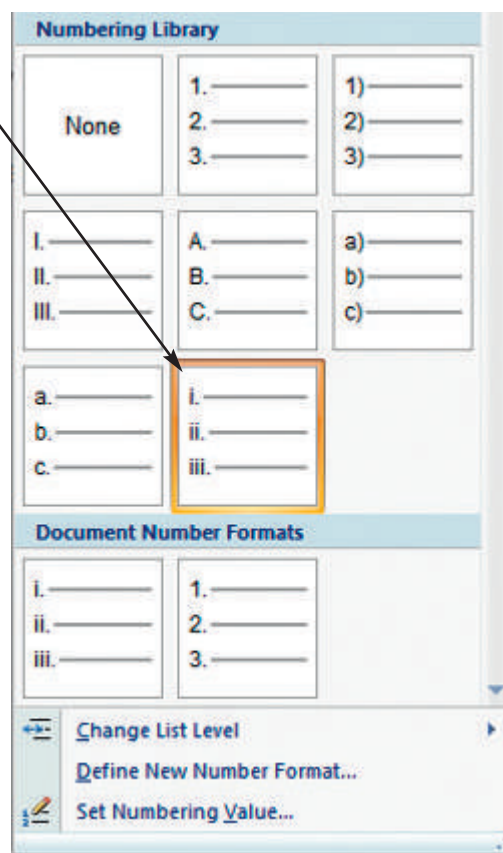 Numbering Library
None
1.
2.
3.
1)
2)
3)
I.
II.
III.
A.
B.
C.
a)
b)
c)
a.
b.
c.
i.
ii.
iii.
Document Number Formats
i.
ii.
iii.
1.
2.
3.
Change List Level
Define New Number Format...
Set Numbering Value...